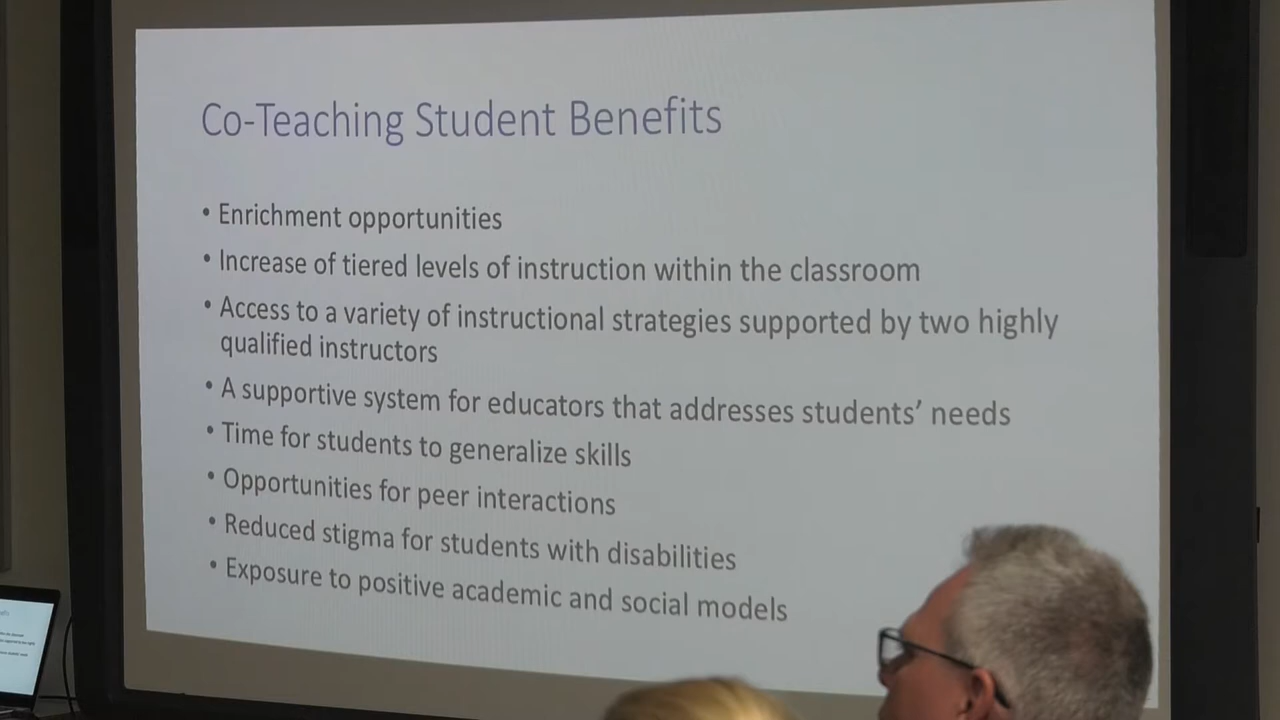 Co-Teaching Student Benefits
• Enrichment opportunities
• Increase of tiered levels of instruction within the classroom
• Access to a variety of instructional strategies supported by two highly
qualified instructors
• A supportive system for educators that addresses students’ needs
• Time for students to generalize skills
• Opportunities for peer interactions
• Reduced stigma for students with disabilities
• Exposure to positive academic and social models